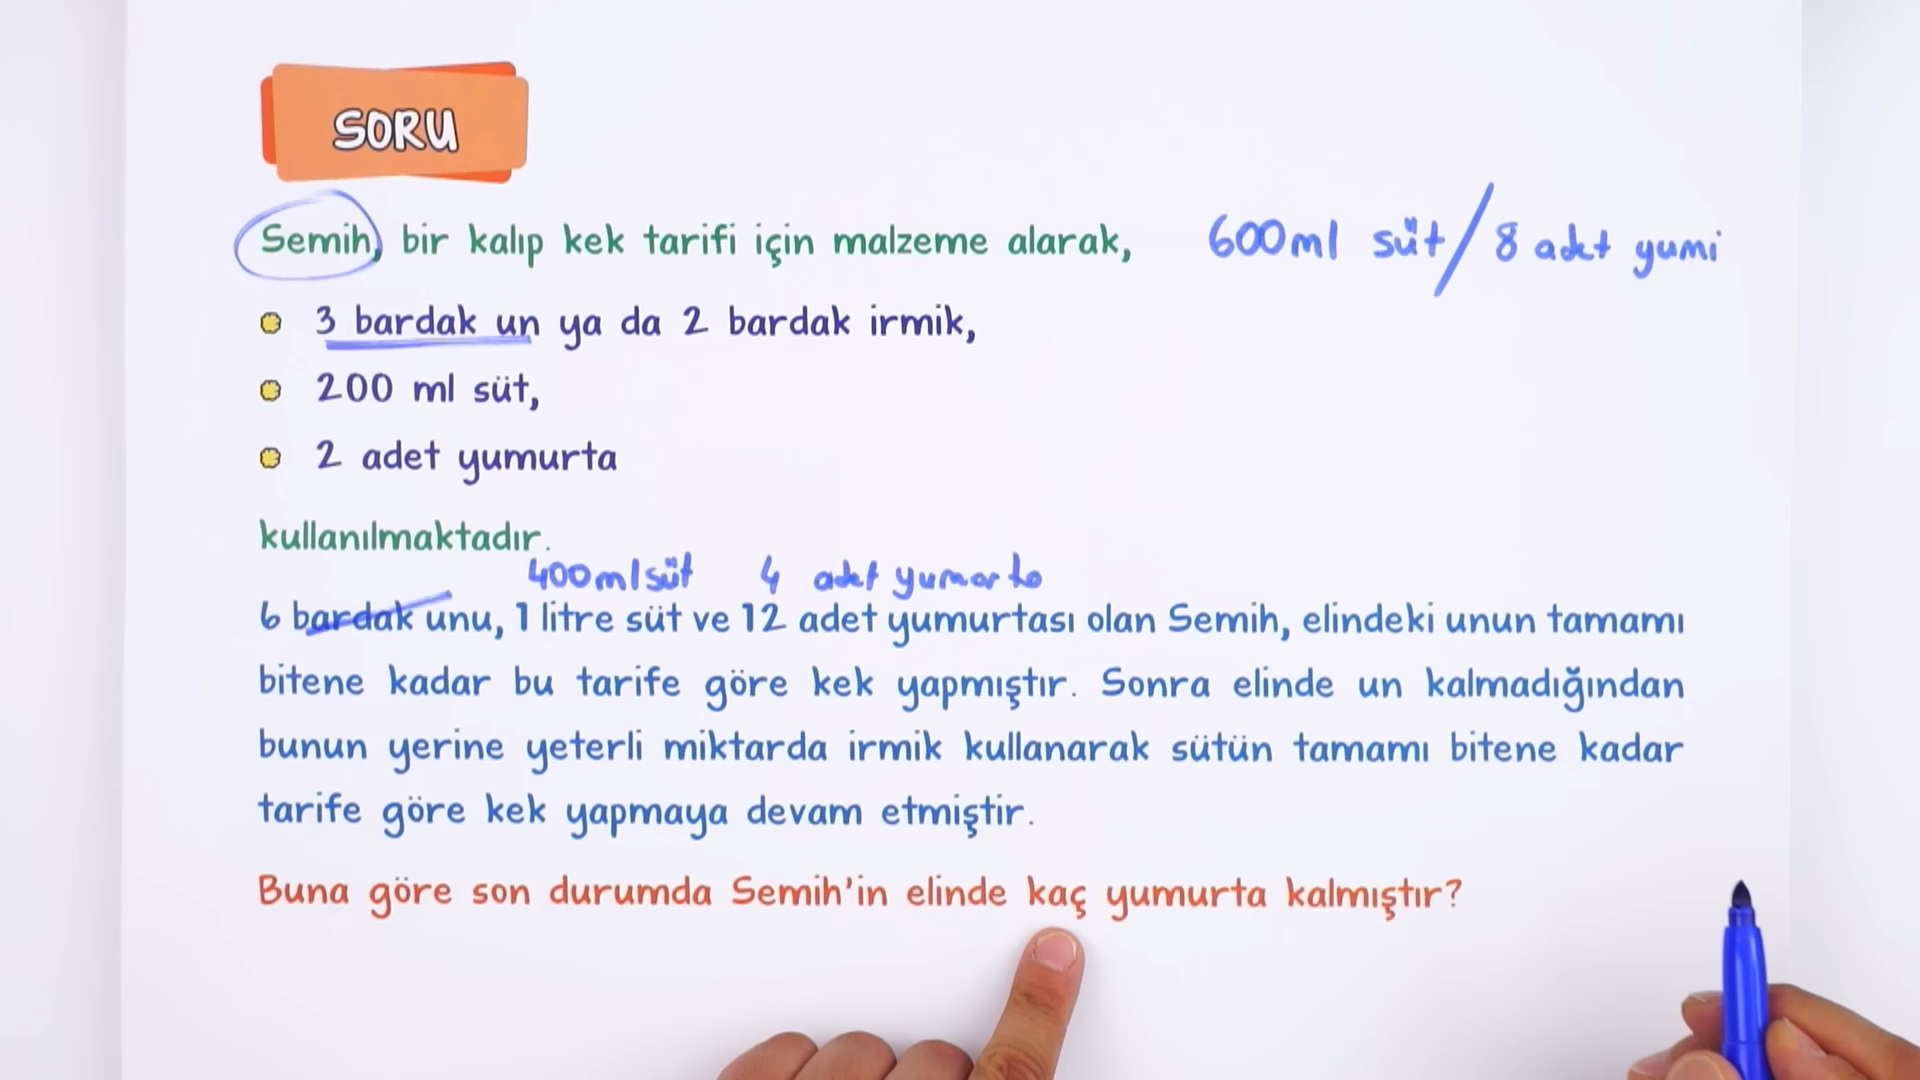 SORU
Semih, bir kalıp kek tarifi için malzeme alarak,
600ml süt / 8 adet yumi
3 bardak un ya da 2 bardak irmik,
200 ml süt,
2 adet yumurta
kullanılmaktadır.
400ml süt 4 adet yumurta
6 bardak unu, 1 litre süt ve 12 adet yumurtası olan Semih, elindeki unun tamamı
bitene kadar bu tarife göre kek yapmıştır. Sonra elinde un kalmadığından
bunun yerine yeterli miktarda irmik kullanarak sütün tamamı bitene kadar
tarife göre kek yapmaya devam etmiştir.
Buna göre son durumda Semih'in elinde kaç yumurta kalmıştır?